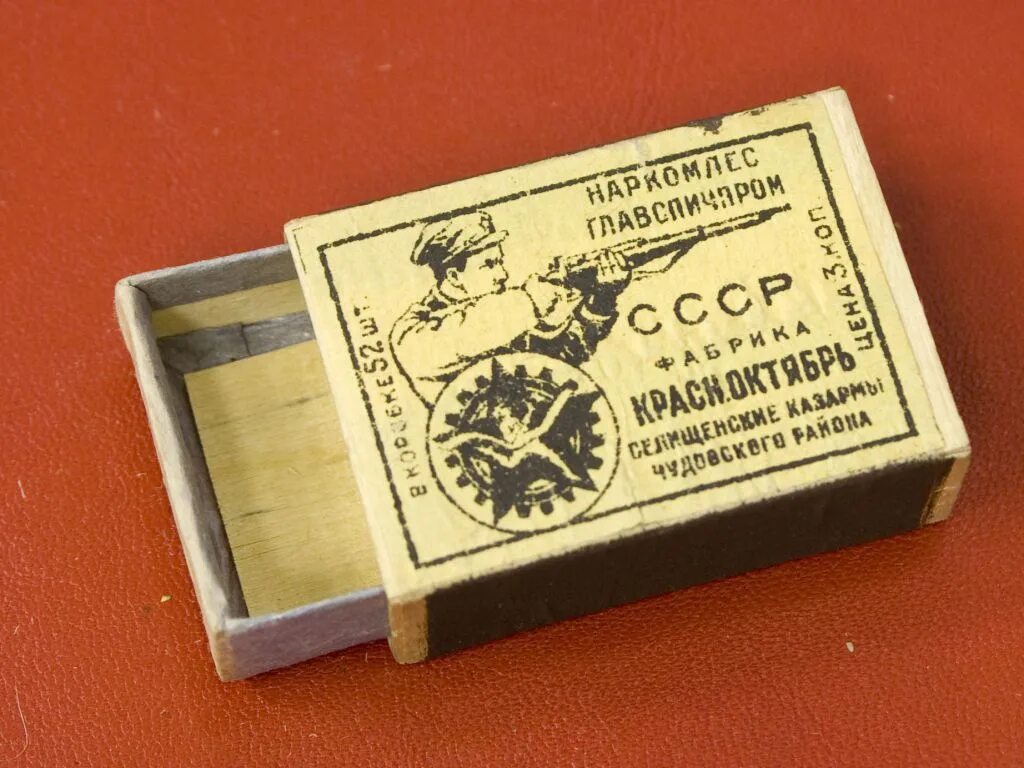 НАРКОМЛЕС
ГЛАВСПИЧПРОМ
СССР
ФАБРИКА
КРАСН.ОКТЯБРЬ
СЕЛИЩЕНСКИЕ КАЗАРМЫ
ЧУДОВСКОГО РАЙОНА
ЦЕНА 3 КОП.
В КОРОБКЕ 52 ШТ.